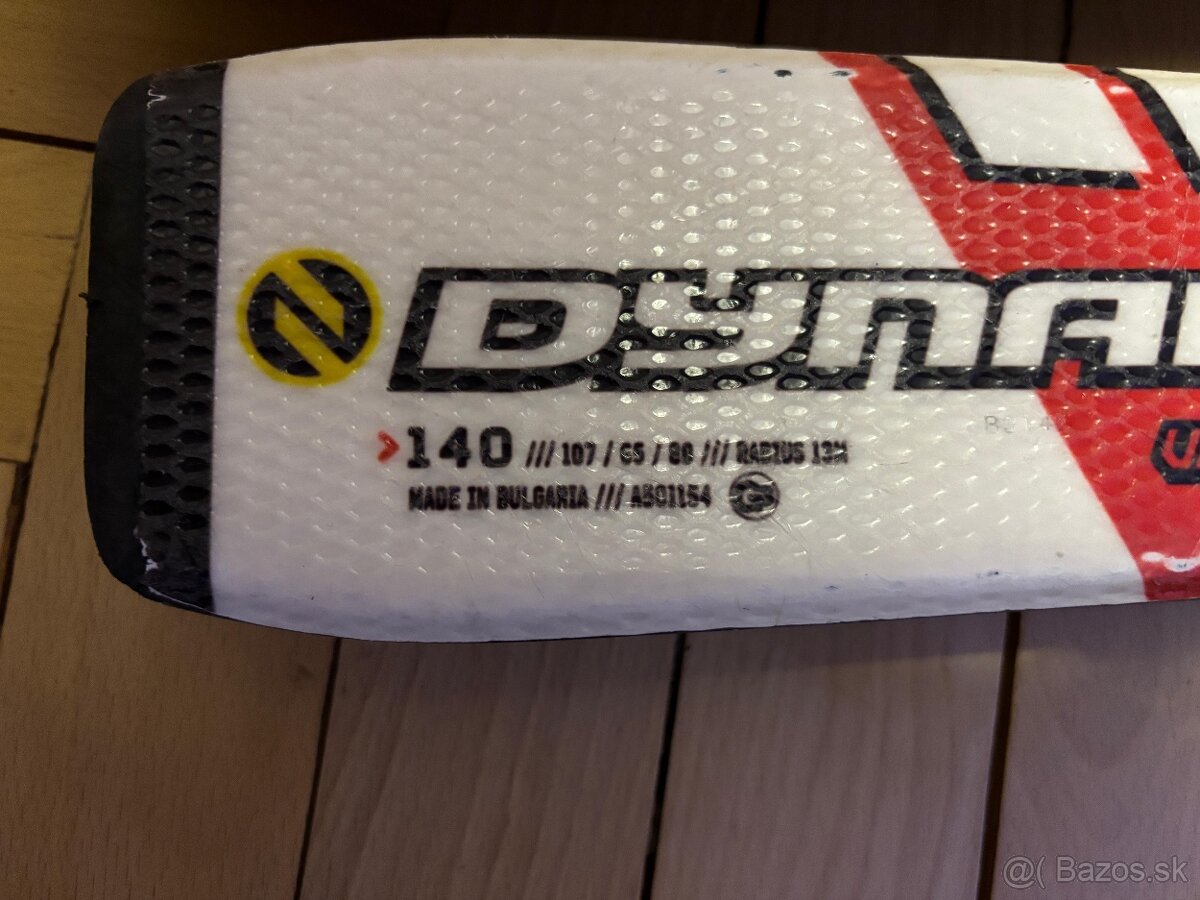 DYNA
140 /// 107 / 65 / 88 /// RADIUS 13M
MADE IN BULGARIA /// AB01154
@( Bazos.sk